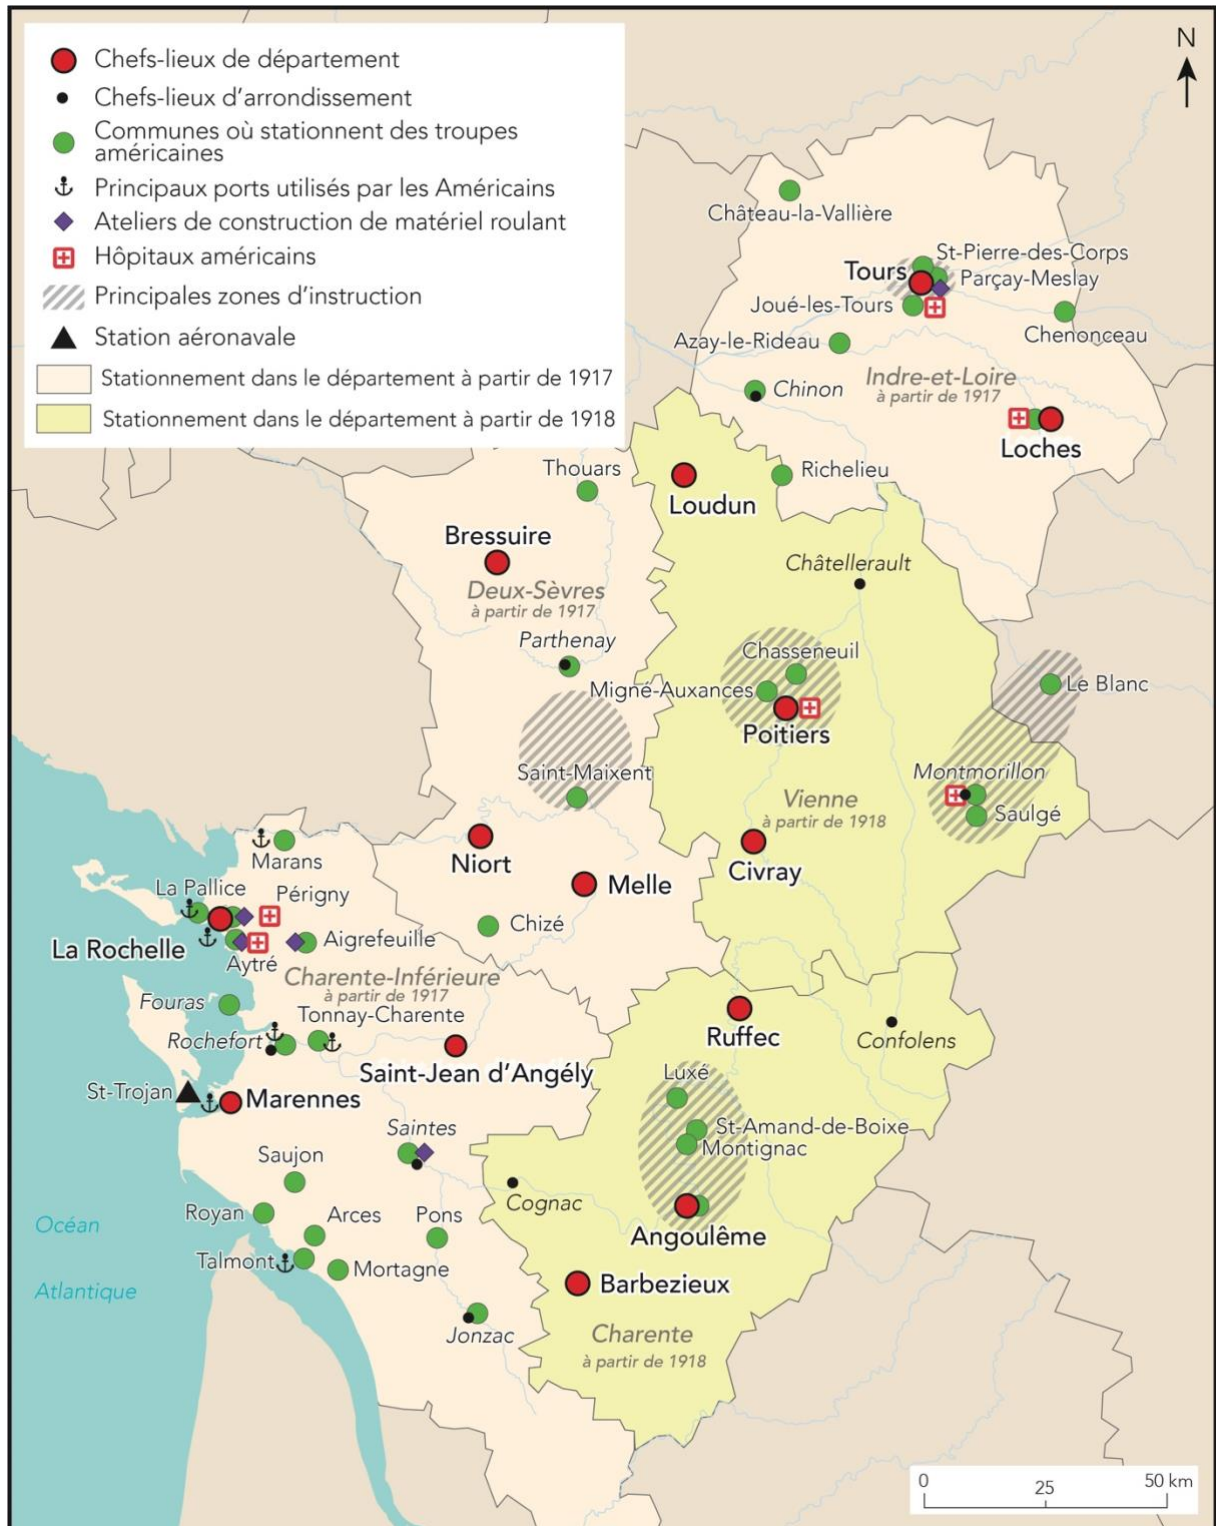 Chefs-lieux de département
Chefs-lieux d'arrondissement
Communes où stationnent des troupes
américaines
Principaux ports utilisés par les Américains
Ateliers de construction de matériel roulant
Hôpitaux américains
Principales zones d'instruction
Station aéronavale
Stationnement dans le département à partir de 1917
Stationnement dans le département à partir de 1918
N
Château-la-Vallière
St-Pierre-des-Corps
Tours
Parçay-Meslay
Joué-les-Tours
Chenonceau
Azay-le-Rideau
Indre-et-Loire
à partir de 1917
Chinon
Loches
Thouars
Richelieu
Loudun
Bressuire
Châtellerault
Deux-Sèvres
à partir de 1917
Parthenay
Chasseneuil
Migné-Auxances
Le Blanc
Poitiers
Saint-Maixent
Montmorillon
Vienne
à partir de 1918
Saulgé
Niort
Marans
Civray
Melle
La Pallice
Périgny
Chizé
La Rochelle
Aigrefeuille
Aytré
Charente-Inférieure
à partir de 1917
Fouras
Tonnay-Charente
Rochefort
Ruffec
Confolens
Saint-Jean d'Angély
Luxé
St-Trojan
Marennes
Saintes
St-Amand-de-Boixe
Montignac
Saujon
Cognac
Royan
Arces
Pons
Océan
Angoulême
Talmont
Mortagne
Atlantique
Barbezieux
Jonzac
Charente
à partir de 1918
0
25
50 km